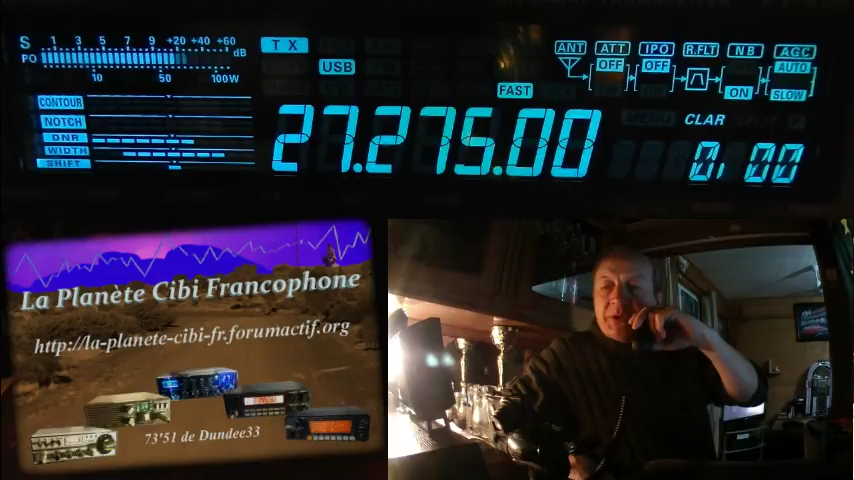 S 1 3 5 7 9 +20 +40 +60 dB
PO
10 50 100W
TX
USB
FAST
ANT ATT IPO R.FLT NB AGC
OFF OFF AUTO
ON SLOW
CONTOUR
NOTCH
DNR
WIDTH
SHIFT
MENU CLAR SPLIT
27.275.00
0.00
La Planète Cibi Francophone
http://la-planete-cibi-fr.forumactif.org
73'51 de Dundee33